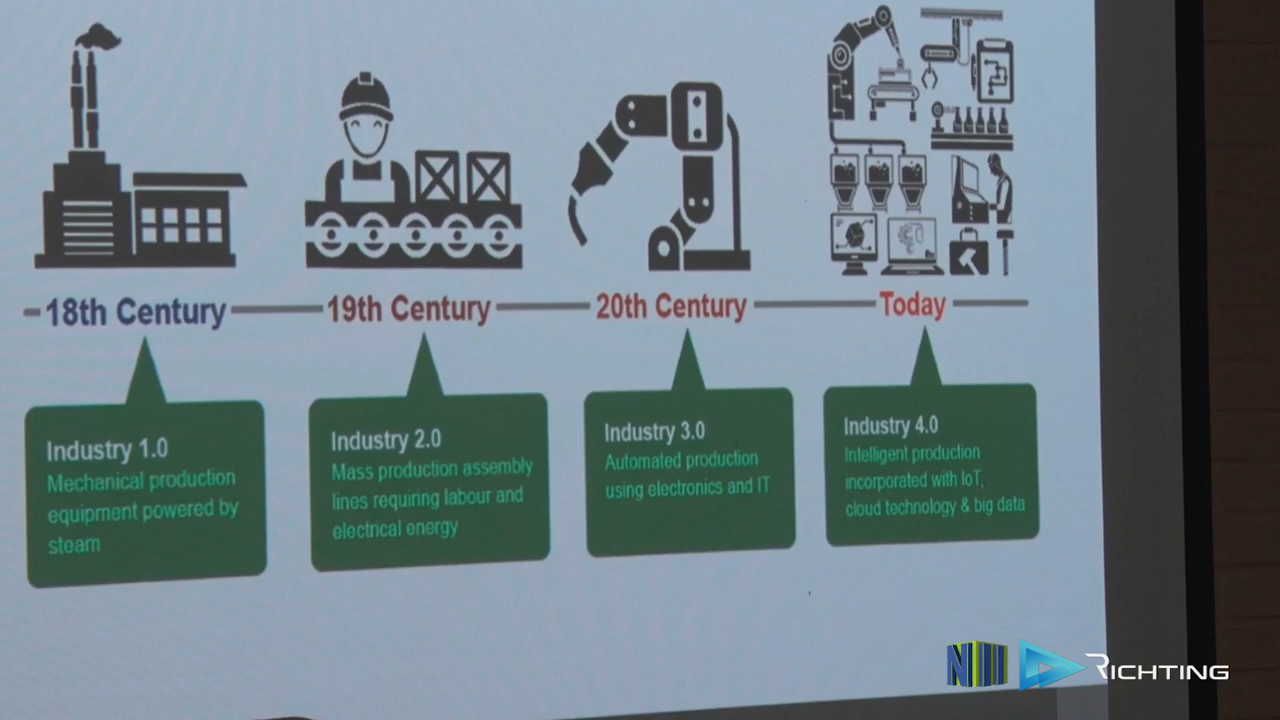 18th Century
19th Century
20th Century
Today
Industry 1.0
Mechanical production
equipment powered by
steam
Industry 2.0
Mass production assembly
lines requiring labour and
electrical energy
Industry 3.0
Automated production
using electronics and IT
Industry 4.0
Intelligent production
incorporated with IoT,
cloud technology & big data
N
RICHTING